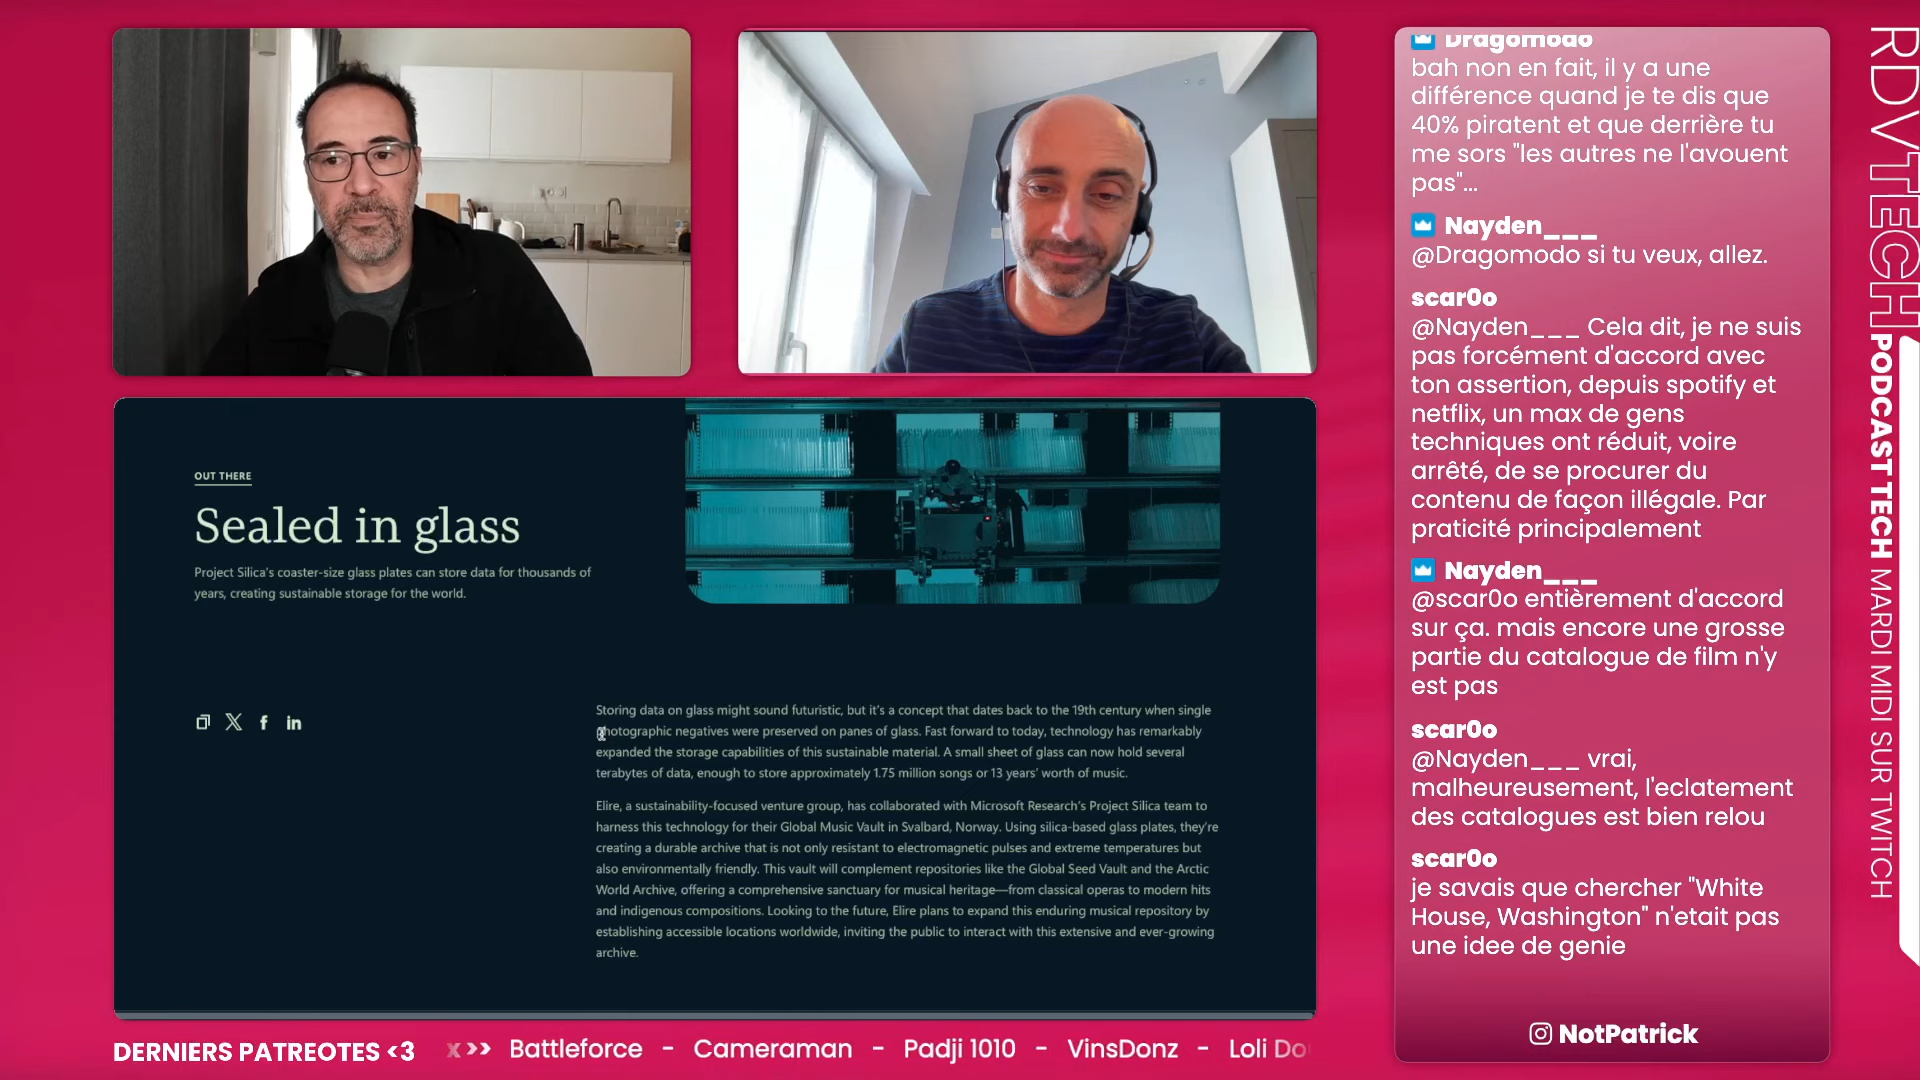 OUT THERE
Sealed in glass
Project Silica's coaster-size glass plates can store data for thousands of
years, creating sustainable storage for the world.
Storing data on glass might sound futuristic, but it's a concept that dates back to the 19th century when single
photographic negatives were preserved on panes of glass. Fast forward to today, technology has remarkably
expanded the storage capabilities of this sustainable material. A small sheet of glass can now hold several
terabytes of data, enough to store approximately 1.75 million songs or 13 years' worth of music.
Elire, a sustainability-focused venture group, has collaborated with Microsoft Research's Project Silica team to
harness this technology for their Global Music Vault in Svalbard, Norway. Using silica-based glass plates, they're
creating a durable archive that is not only resistant to electromagnetic pulses and extreme temperatures but
also environmentally friendly. This vault will complement repositories like the Global Seed Vault and the Arctic
World Archive, offering a comprehensive sanctuary for musical heritage—from classical operas to modern hits
and indigenous compositions. Looking to the future, Elire plans to expand this enduring musical repository by
establishing accessible locations worldwide, inviting the public to interact with this extensive and ever-growing
archive.
DERNIERS PATREOTES <3
x >> Battleforce - Cameraman - Padji 1010 - VinsDonz - Loli Do
Dragomodo
bah non en fait, il y a une
différence quand je te dis que
40% piratent et que derrière tu
me sors "les autres ne l'avouent
pas"...
Nayden___
@Dragomodo si tu veux, allez.
scar0o
@Nayden___ Cela dit, je ne suis
pas forcément d'accord avec
ton assertion, depuis spotify et
netflix, un max de gens
techniques ont réduit, voire
arrêté, de se procurer du
contenu de façon illégale. Par
praticité principalement
Nayden___
@scar0o entièrement d'accord
sur ça. mais encore une grosse
partie du catalogue de film n'y
est pas
scar0o
@Nayden___ vrai,
malheureusement, l'eclatement
des catalogues est bien relou
scar0o
je savais que chercher "White
House, Washington" n'etait pas
une idee de genie
NotPatrick
RDVTECH PODCAST TECH MARDI MIDI SUR TWITCH